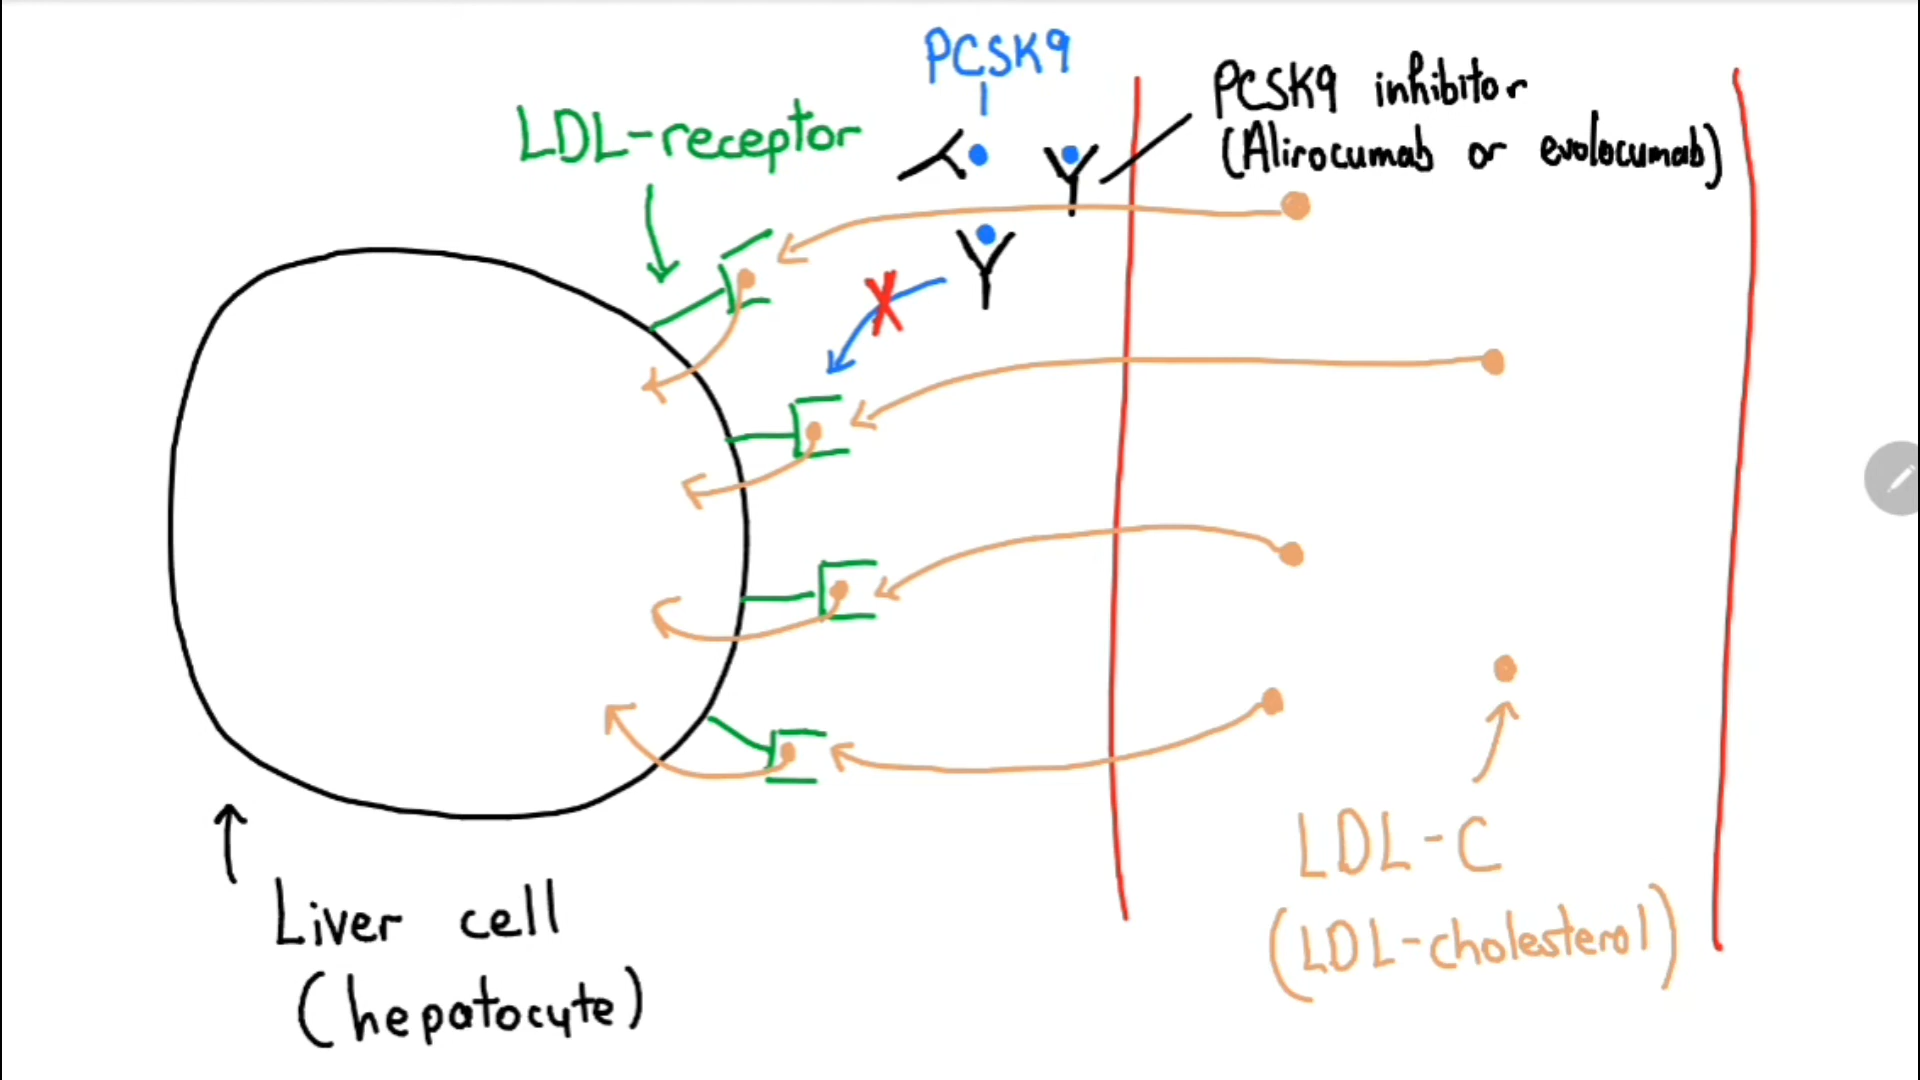 PCSK9
PCSK9 inhibitor
(Alirocumab or evolocumab)
LDL-receptor
LDL-C
(LDL-cholesterol)
Liver cell
(hepatocyte)